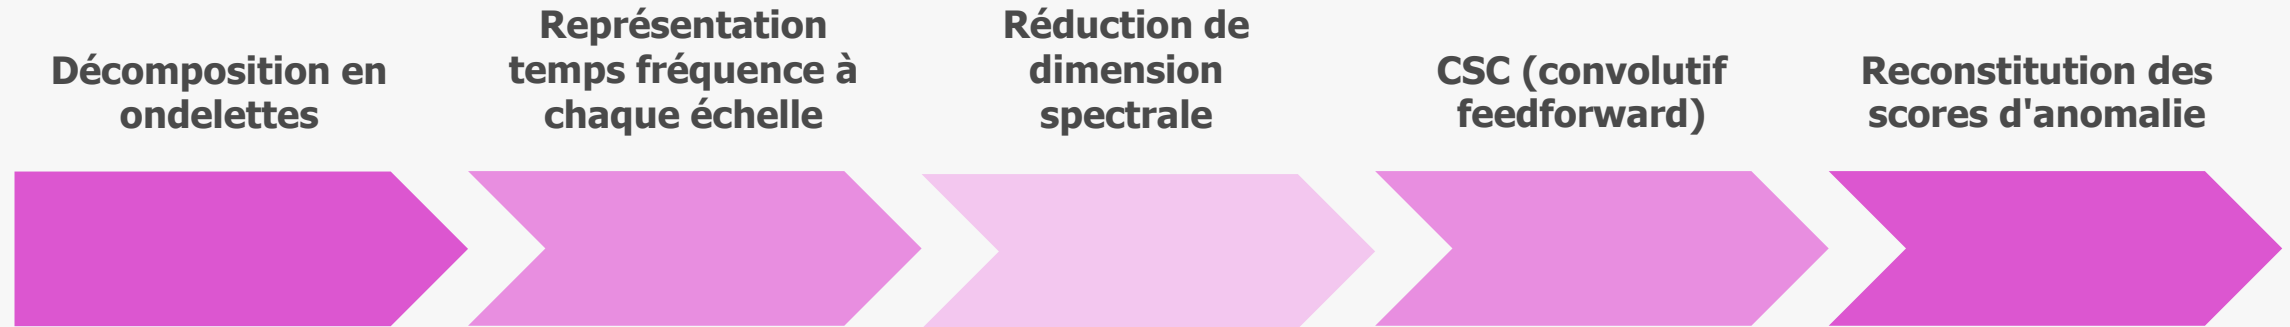 Décomposition en
ondelettes
Représentation
temps fréquence à
chaque échelle
Réduction de
dimension
spectrale
CSC (convolutif
feedforward)
Reconstitution des
scores d'anomalie